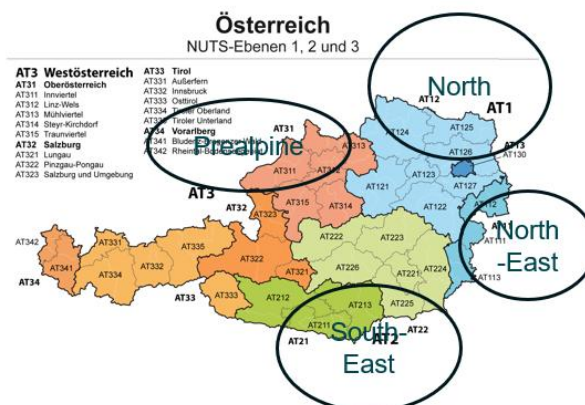 Österreich
NUTS-Ebenen 1, 2 und 3
AT3 Westösterreich
AT31 Oberösterreich
AT311 Innviertel
AT312 Linz-Wels
AT313 Mühlviertel
AT314 Steyr-Kirchdorf
AT315 Traunviertel
AT32 Salzburg
AT321 Lungau
AT322 Pinzgau-Pongau
AT323 Salzburg und Umgebung
AT33 Tirol
AT331 Außerfern
AT332 Innsbruck
AT333 Osttirol
AT334 Tiroler Oberland
Tiroler Unterland
AT34 Vorarlberg
AT341
AT342
North
AT12
AT1
AT124
AT125
AT13
AT130
AT126
AT127
AT123
AT121
AT122
Prealpine
AT31
AT313
AT311
AT315
AT314
AT3
AT32
AT323
AT322
AT321
AT342
AT341
AT34
AT331
AT334
AT332
AT335
AT33
AT333
AT222
AT223
AT226
AT221
AT224
AT225
AT212
AT213
AT211
AT21
AT2
AT22
North
-East
AT113
South-
East